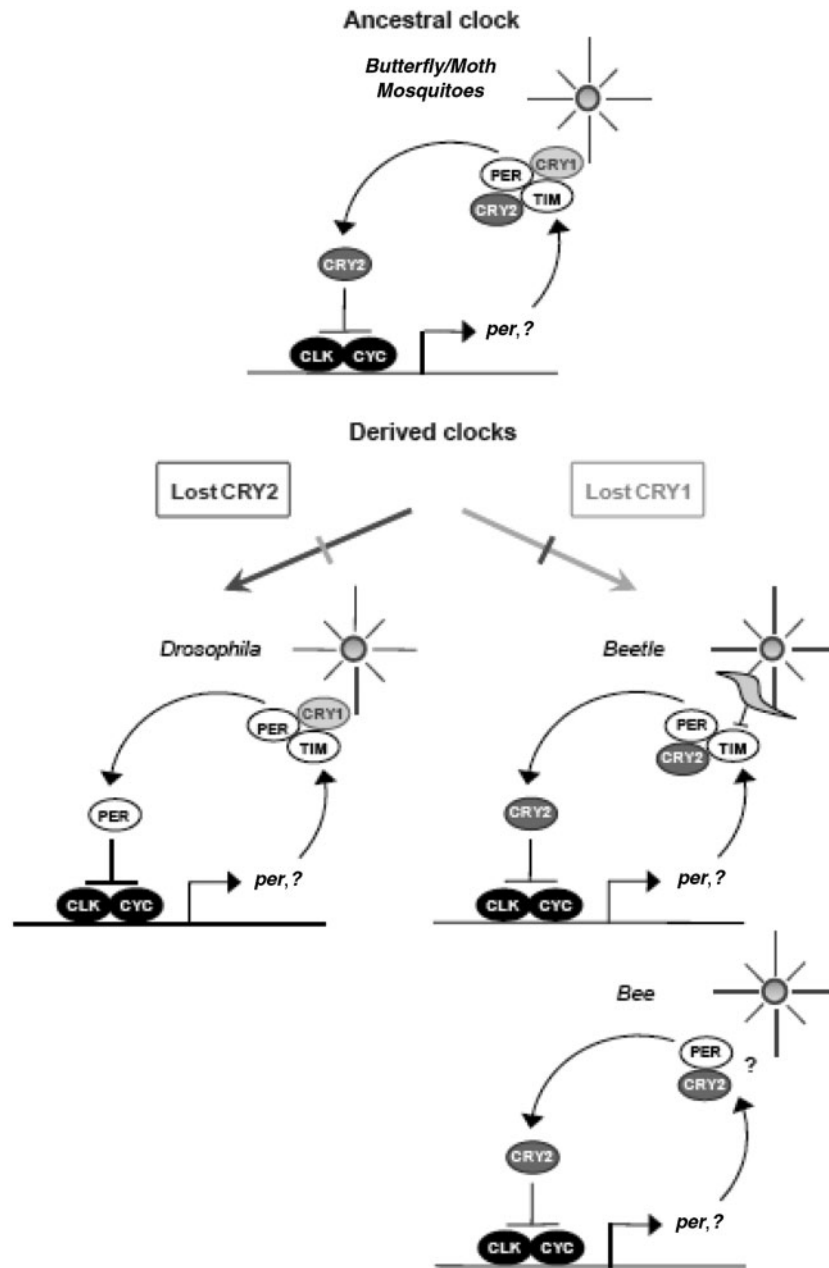 Ancestral clock
Butterfly/Moth
Mosquitoes
CRY1
PER
TIM
CRY2
CRY2
per,?
CLK CYC
Derived clocks
Lost CRY2
Lost CRY1
Drosophila
CRY1
PER
TIM
PER
per,?
CLK CYC
Beetle
PER
TIM
CRY2
CRY2
per,?
CLK CYC
Bee
PER
?
CRY2
CRY2
per,?
CLK CYC